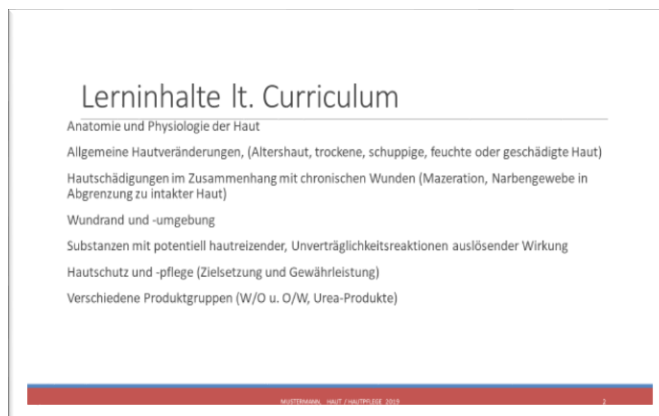 Lerninhalte lt. Curriculum
Anatomie und Physiologie der Haut
Allgemeine Hautveränderungen, (Altershaut, trockene, schuppige, feuchte oder geschädigte Haut)
Hautschädigungen im Zusammenhang mit chronischen Wunden (Mazeration, Narbengewebe in
Abgrenzung zu intakter Haut)
Wundrand und -umgebung
Substanzen mit potentiell hautreizender, Unverträglichkeitsreaktionen auslösender Wirkung
Hautschutz und -pflege (Zielsetzung und Gewährleistung)
Verschiedene Produktgruppen (W/O u. O/W, Urea-Produkte)
MUSTERMANN, HAUT / HAUTPFLEGE 2019
2